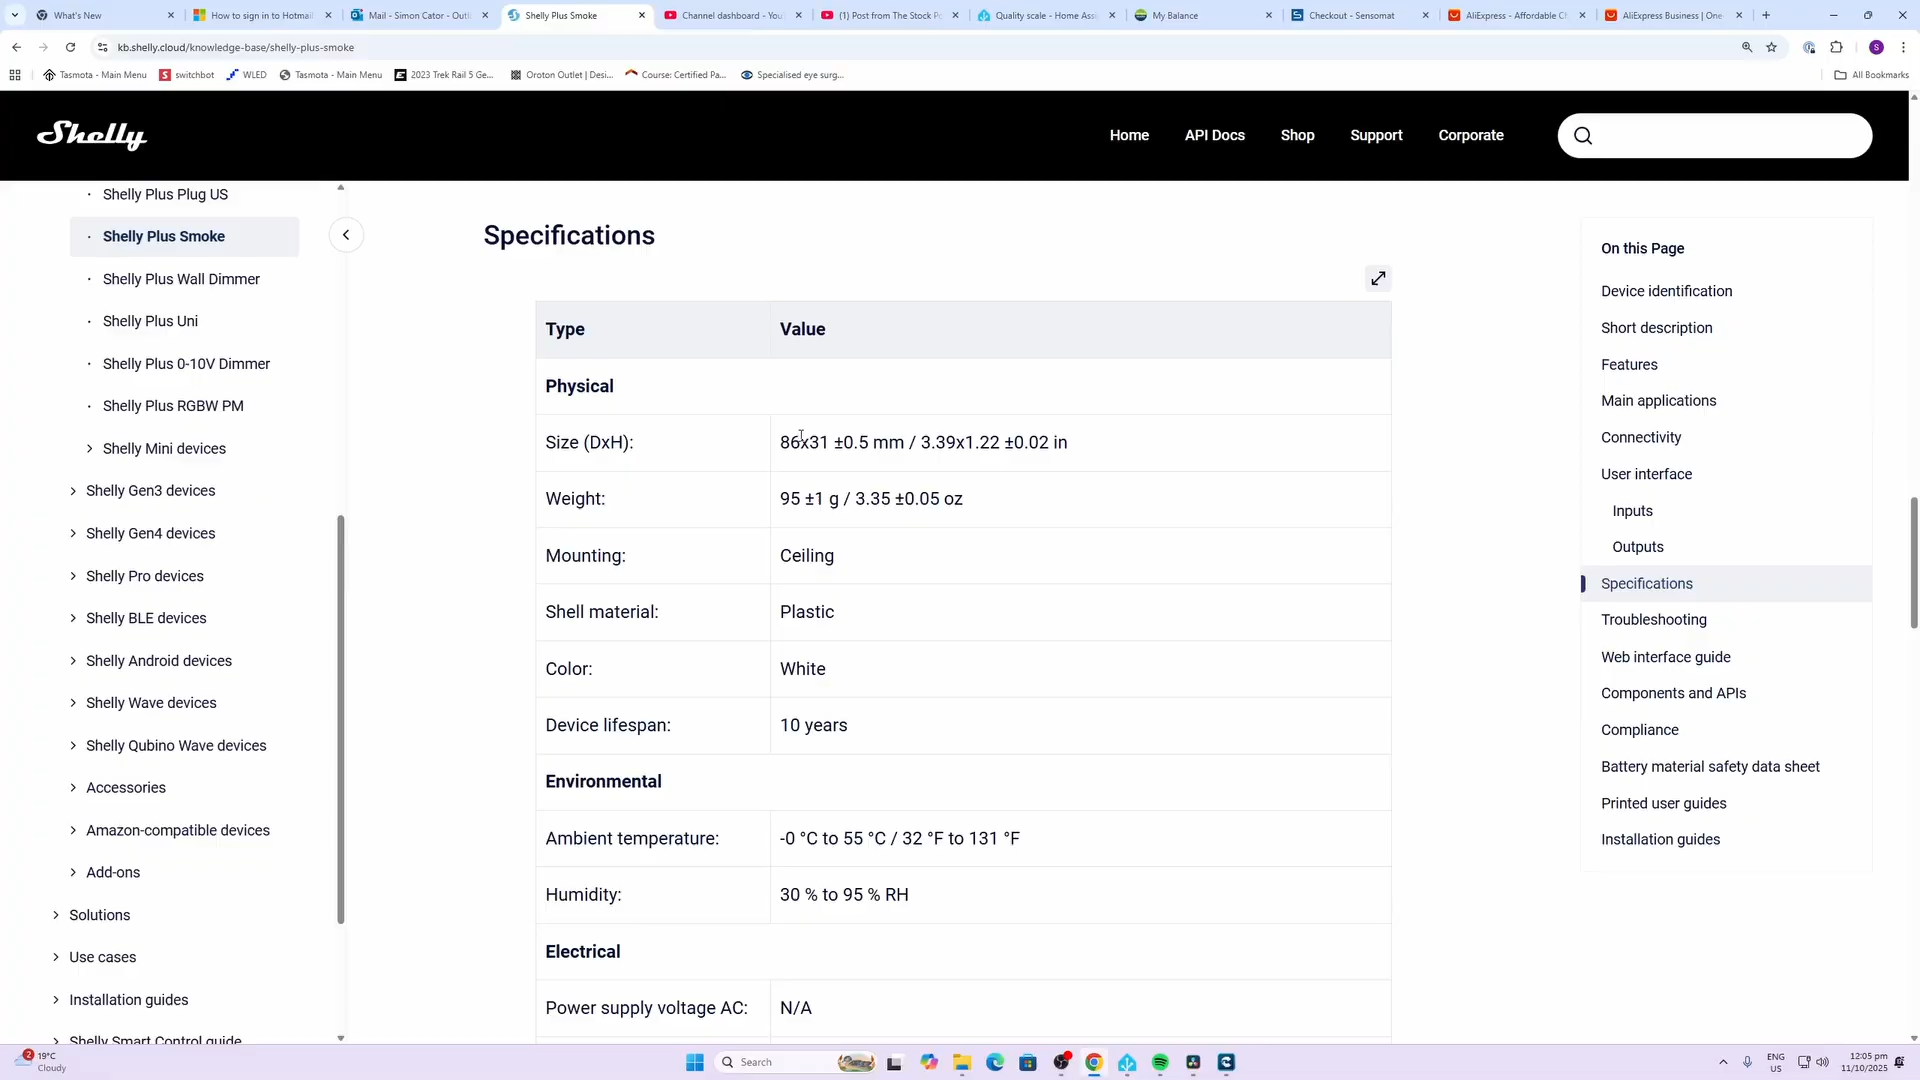 What's New
How to sign in to Hotmail
Mail - Simon Cator - Outl
Shelly Plus Smoke
Channel dashboard - You
(1) Post from The Stock Po
Quality scale - Home Ass
My Balance
Checkout - Sensomat
AliExpress - Affordable C
AliExpress Business | One
kb.shelly.cloud/knowledge-base/shelly-plus-smoke
S
Tasmota - Main Menu
switchbot
WLED
Tasmota - Main Menu
2023 Trek Rail 5 Ge...
Oroton Outlet | Desi...
Course: Certified Pa...
Specialised eye surg...
All Bookmarks
Shelly
Home
API Docs
Shop
Support
Corporate
Shelly Plus Plug US
Shelly Plus Smoke
Shelly Plus Wall Dimmer
Shelly Plus Uni
Shelly Plus 0-10V Dimmer
Shelly Plus RGBW PM
Shelly Mini devices
Shelly Gen3 devices
Shelly Gen4 devices
Shelly Pro devices
Shelly BLE devices
Shelly Android devices
Shelly Wave devices
Shelly Qubino Wave devices
Accessories
Amazon-compatible devices
Add-ons
Solutions
Use cases
Installation guides
Shelly Smart Control guide
Specifications
Type Value
Physical
Size (DxH): 86x31 ±0.5 mm / 3.39x1.22 ±0.02 in
Weight: 95 ±1 g / 3.35 ±0.05 oz
Mounting: Ceiling
Shell material: Plastic
Color: White
Device lifespan: 10 years
Environmental
Ambient temperature: -0 °C to 55 °C / 32 °F to 131 °F
Humidity: 30 % to 95 % RH
Electrical
Power supply voltage AC: N/A
On this Page
Device identification
Short description
Features
Main applications
Connectivity
User interface
Inputs
Outputs
Specifications
Troubleshooting
Web interface guide
Components and APIs
Compliance
Battery material safety data sheet
Printed user guides
Installation guides
2
19°C
Cloudy
Search
ENG
US
12:05 pm
11/10/2025